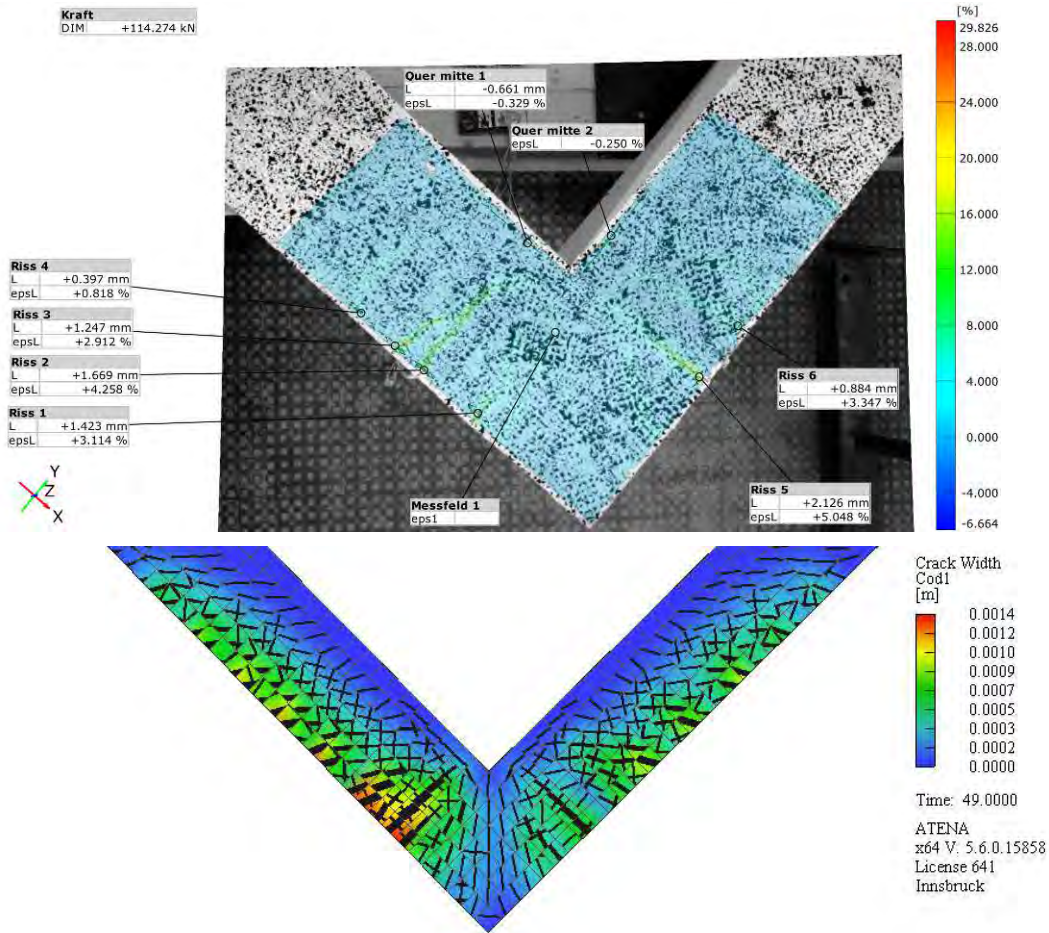 Kraft
DIM +114.274 kN
[%]
29.826
28.000
24.000
20.000
16.000
12.000
8.000
4.000
0.000
-4.000
-6.664
Quer mitte 1
L -0.661 mm
epsL -0.329 %
Quer mitte 2
epsL -0.250 %
Riss 4
L +0.397 mm
epsL +0.818 %
Riss 3
L +1.247 mm
epsL +2.912 %
Riss 2
L +1.669 mm
epsL +4.258 %
Riss 1
L +1.423 mm
epsL +3.114 %
Riss 6
L +0.884 mm
epsL +3.347 %
Riss 5
L +2.126 mm
epsL +5.048 %
Messfeld 1
eps1
Y
Z
X
Crack Width
Cod1
[m]
0.0014
0.0012
0.0010
0.0009
0.0007
0.0005
0.0003
0.0002
0.0000
Time: 49.0000
ATENA
x64 V. 5.6.0.15858
License 641
Innsbruck